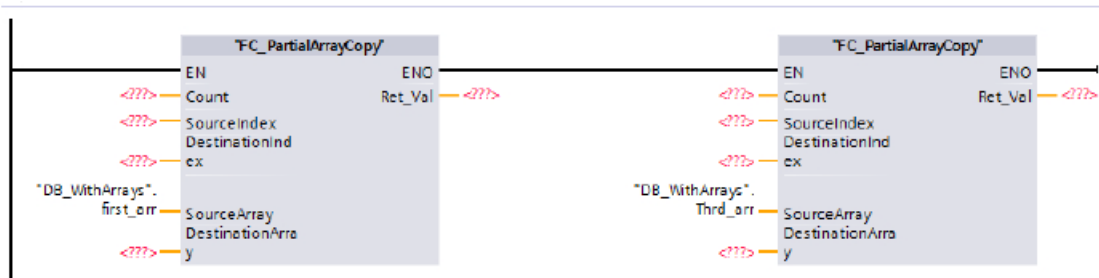 "FC_PartialArrayCopy"
EN
ENO
<???>
Count
Ret_Val
<???>
<???>
SourceIndex
DestinationInd
<???>
ex
"DB_WithArrays".
first_arr
SourceArray
DestinationArra
<???>
y
"FC_PartialArrayCopy"
EN
ENO
<???>
Count
Ret_Val
<???>
<???>
SourceIndex
DestinationInd
<???>
ex
"DB_WithArrays".
Thrd_arr
SourceArray
DestinationArra
<???>
y